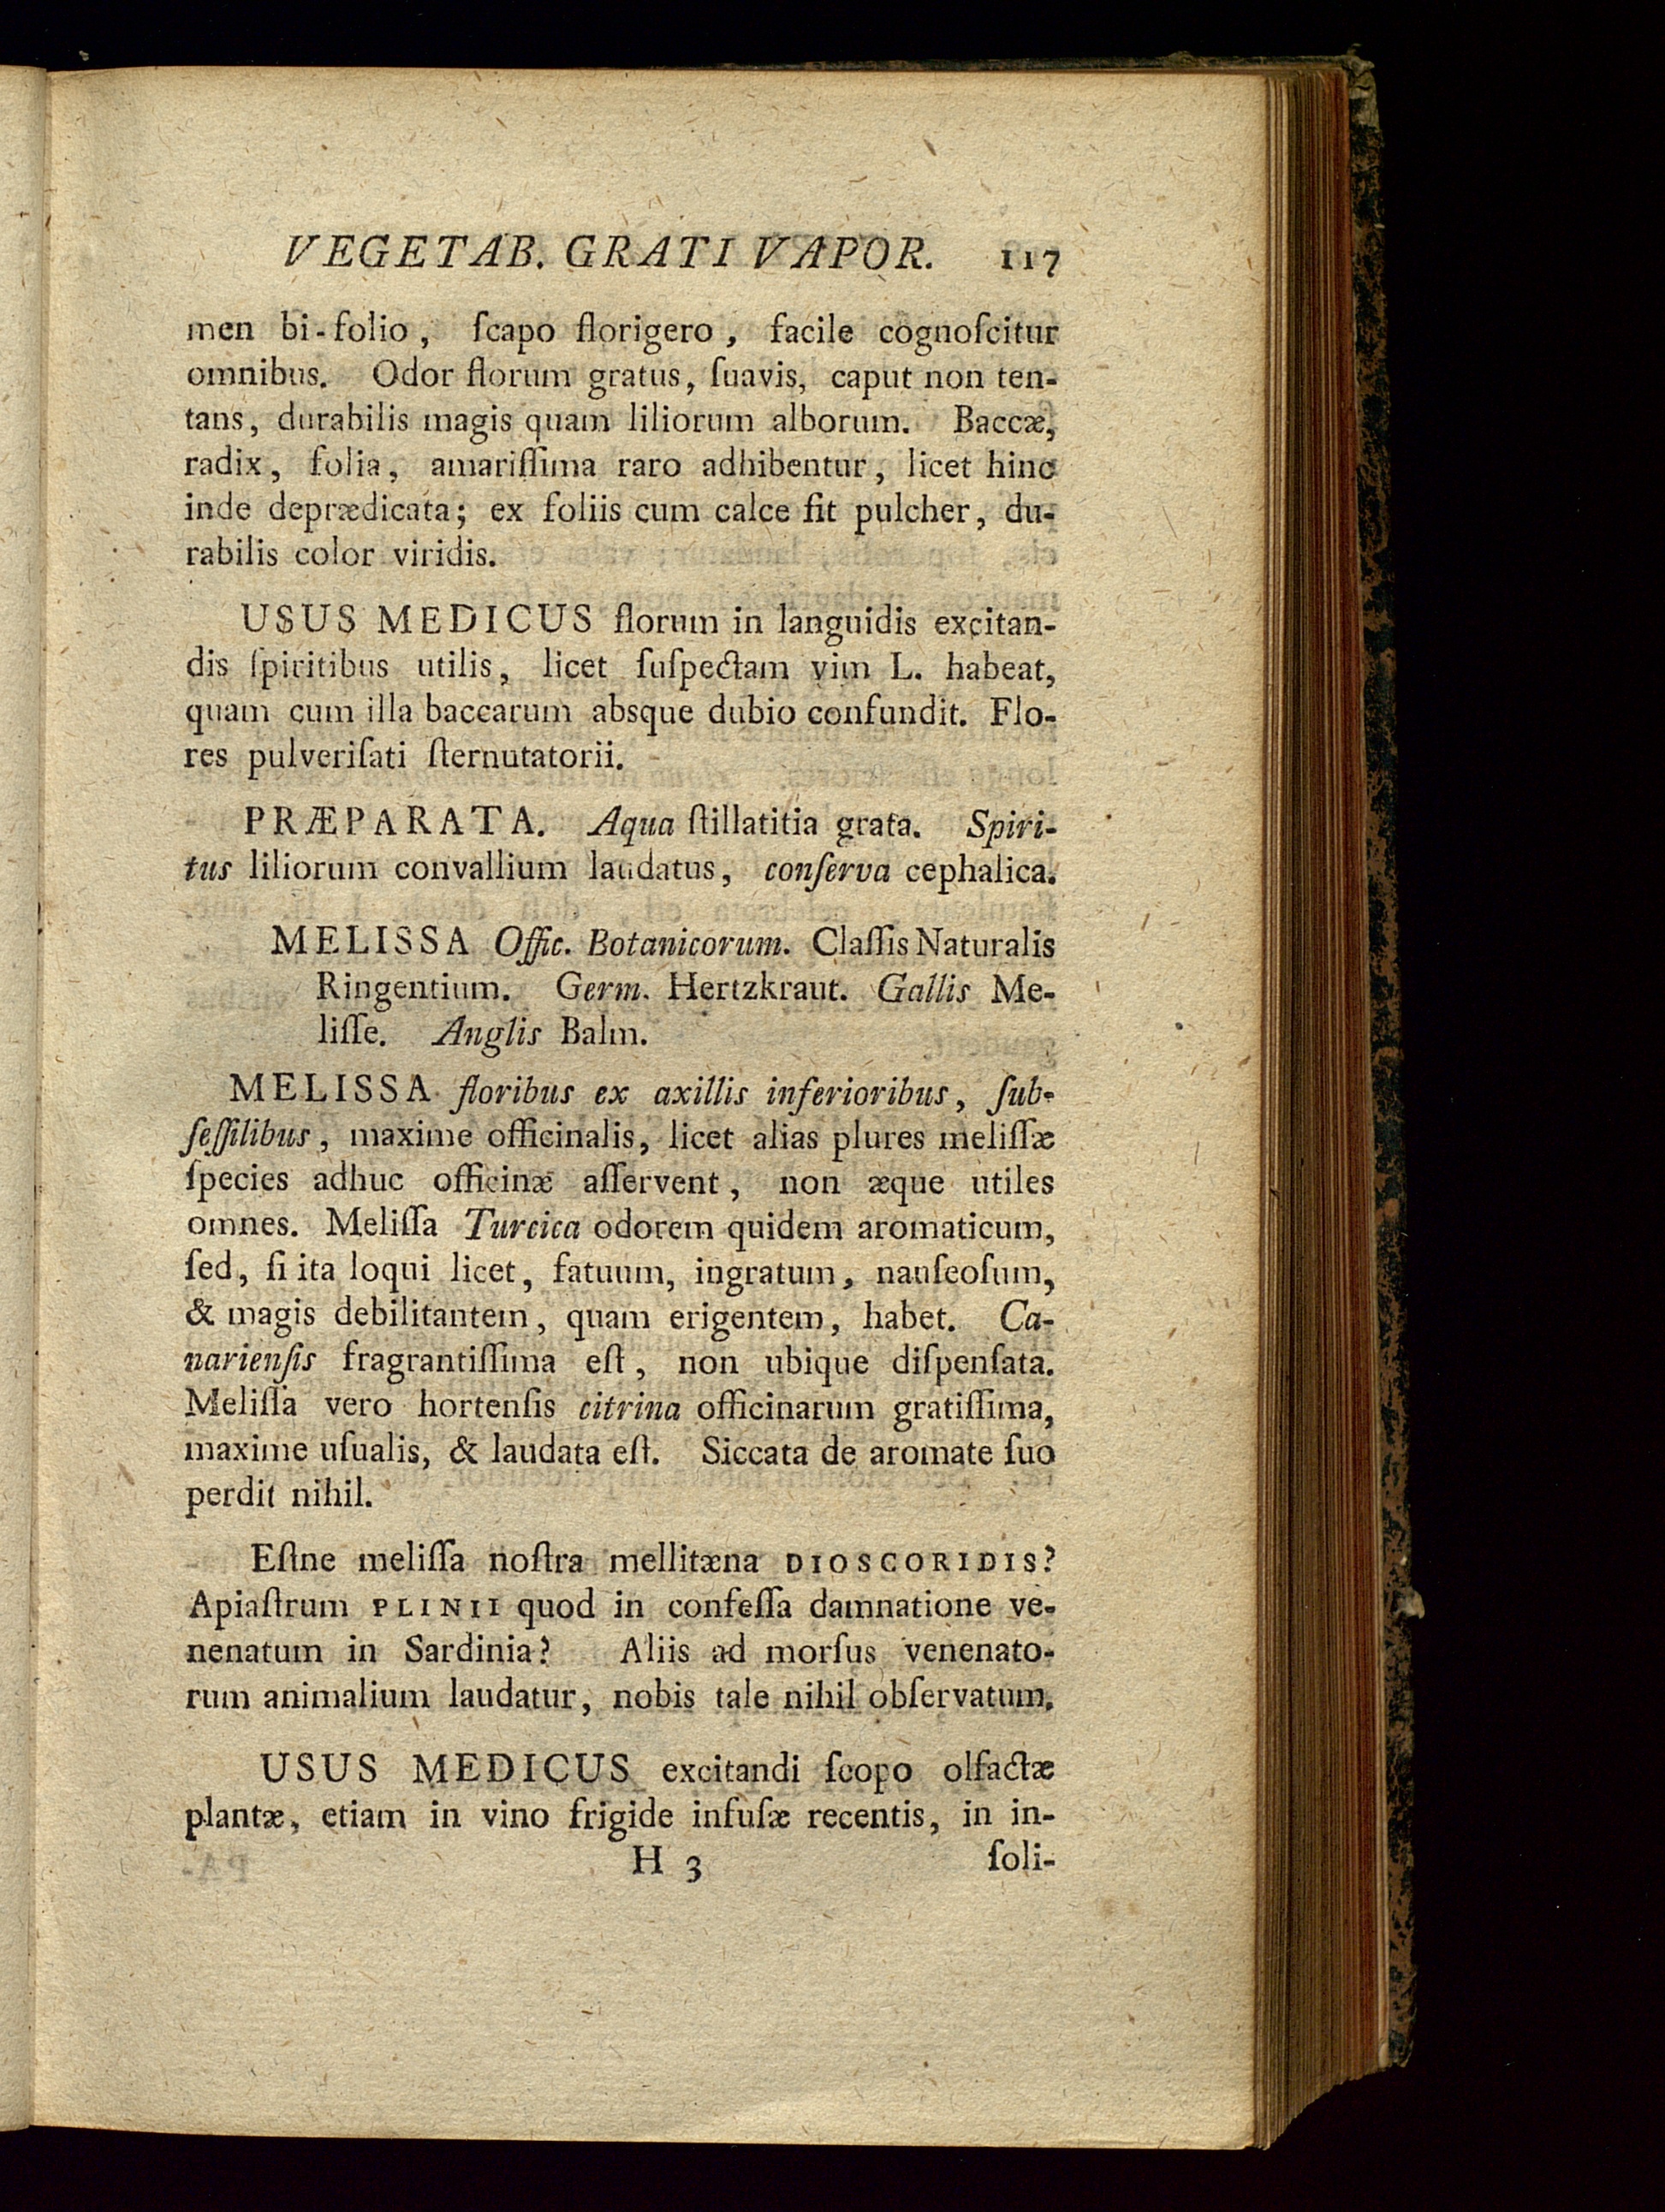 VEGETAB. GRATI VAPOR. 117
men bi-folio, ſcapo florigero, facile cognoſcitur
omnibus. Odor florum gratus, ſuavis, caput non ten-
tans, durabilis magis quam liliorum alborum. Baccæ,
radix, folia, amariſſima raro adhibentur, licet hinc
inde deprædicata; ex foliis cum calce fit pulcher, du-
rabilis color viridis.
USUS MEDICUS florum in languidis excitan-
dis ſpiritibus utilis, licet ſuſpectam vim L. habeat,
quam cum illa baccarum absque dubio confundit. Flo-
res pulveriſati ſternutatorii.
PRÆPARATA. Aqua ſtillatitia grata. Spiri-
tus liliorum convallium laudatus, conſerva cephalica.
MELISSA Offic. Botanicorum. Claſſis Naturalis
Ringentium. Germ. Hertzkraut. Gallis Me-
liſſe. Anglis Balm.
MELISSA floribus ex axillis inferioribus, ſub-
ſeſſilibus, maxime officinalis, licet alias plures meliſſæ
ſpecies adhuc officinæ aſſervent, non æque utiles
omnes. Meliſſa Turcica odorem quidem aromaticum,
ſed, ſi ita loqui licet, fatuum, ingratum, nauſeoſum,
& magis debilitantem, quam erigentem, habet. Ca-
narienſis fragrantiſſima eſt, non ubique diſpenſata.
Meliſſa vero hortenſis citrina officinarum gratiſſima,
maxime uſualis, & laudata eſt. Siccata de aromate ſuo
perdit nihil.
Eſtne meliſſa noſtra mellitæna DIOSCORIDIS?
Apiaſtrum PLINII quod in confeſſa damnatione ve-
nenatum in Sardinia? Aliis ad morſus venenato-
rum animalium laudatur, nobis tale nihil obſervatum.
USUS MEDICUS excitandi ſcopo olfactæ
plantæ, etiam in vino frigide infuſæ recentis, in in-
H 3 ſoli-